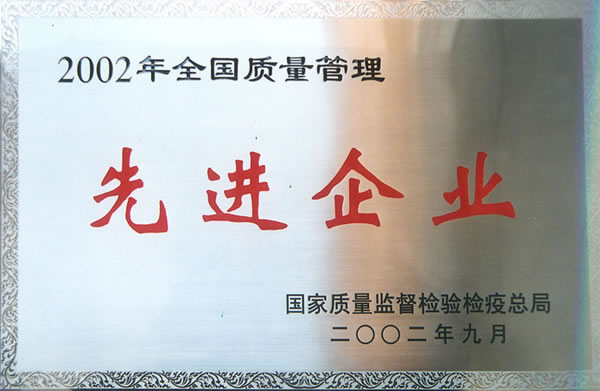 2002年全国质量管理
先进企业
国家质量监督检验检疫总局
二〇〇二年九月